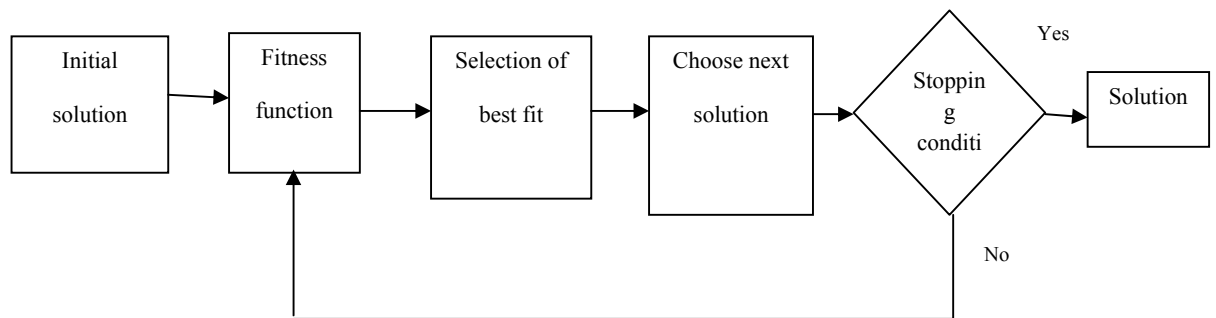 Initial
solution
Fitness
function
Selection of
best fit
Choose next
solution
Stoppin
g
conditi
Yes
Solution
No